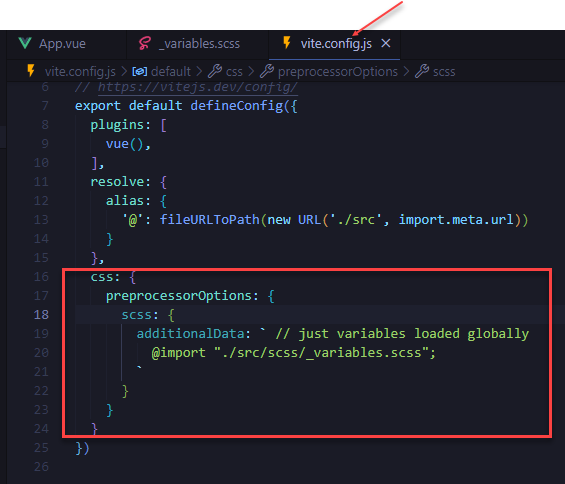 App.vue
_variables.scss
vite.config.js
vite.config.js > default > css > preprocessorOptions > scss
6 // https://vitejs.dev/config/
7 export default defineConfig({
8   plugins: [
9     vue(),
10   ],
11   resolve: {
12     alias: {
13       '@': fileURLToPath(new URL('./src', import.meta.url))
14     }
15   },
16   css: {
17     preprocessorOptions: {
18       scss: {
19         additionalData: ` // just variables loaded globally
20           @import "./src/scss/_variables.scss";
21         `
22       }
23     }
24   }
25 })
26